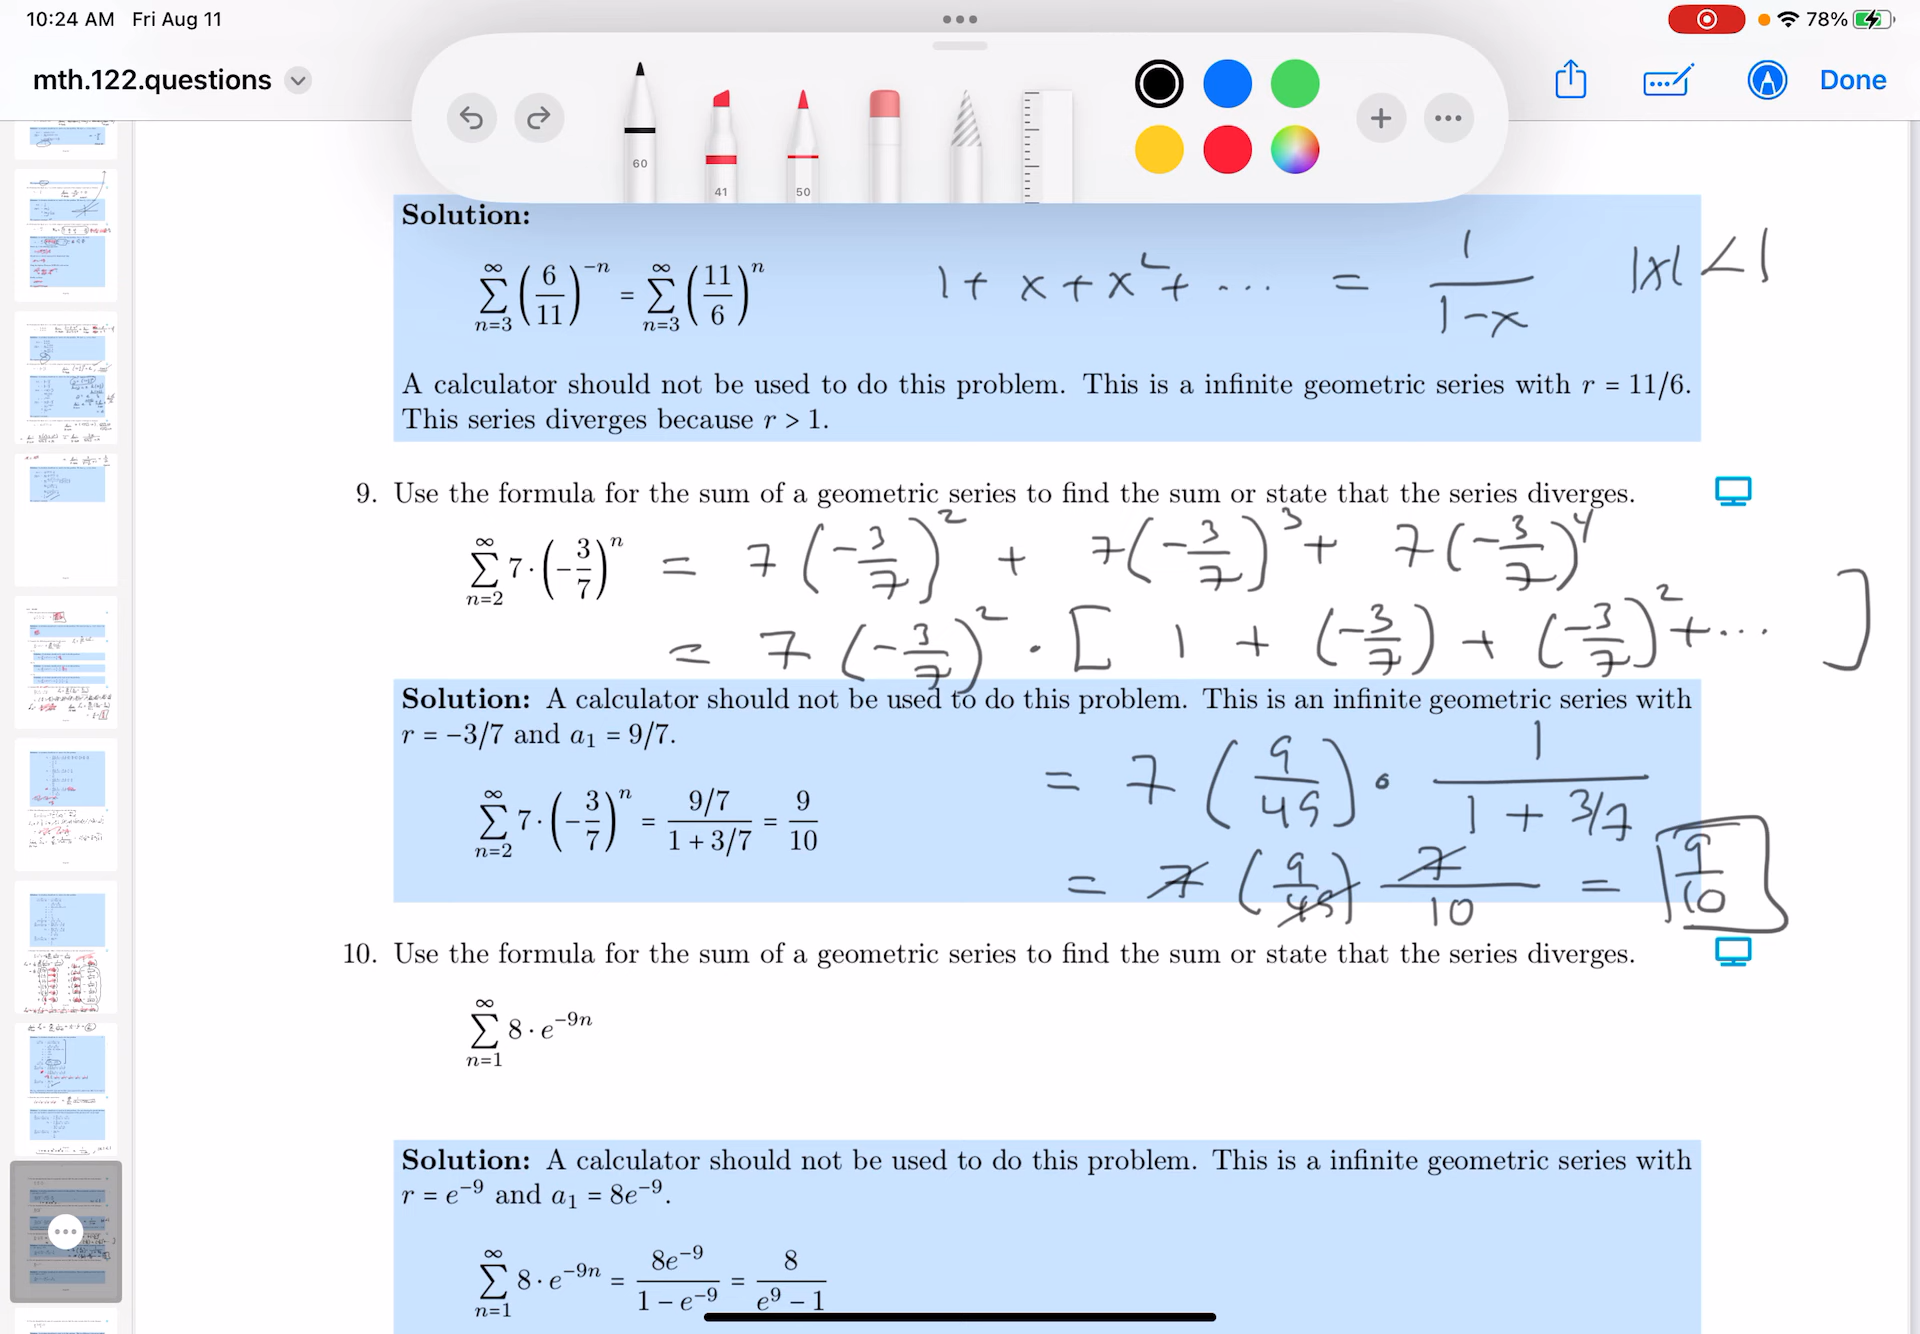 10:24 AM Fri Aug 11
78%
mth.122.questions
Done
60
41
50
Solution:
∑_{n=3}^{∞} (6/11)^{-n} = ∑_{n=3}^{∞} (11/6)^n
1 + x + x² + ... = 1/(1-x) |x| < 1
A calculator should not be used to do this problem. This is a infinite geometric series with r = 11/6.
This series diverges because r > 1.
9. Use the formula for the sum of a geometric series to find the sum or state that the series diverges.
∑_{n=2}^{∞} 7 · (-3/7)^n = 7(-3/7)² + 7(-3/7)³ + 7(-3/7)⁴
= 7(-3/7)² · [1 + (-3/7) + (-3/7)² + ... ]
Solution: A calculator should not be used to do this problem. This is an infinite geometric series with
r = −3/7 and a₁ = 9/7.
= 7(9/49) · 1/(1 + 3/7)
∑_{n=2}^{∞} 7 · (-3/7)^n = (9/7)/(1 + 3/7) = 9/10
= 7(9/49) 7/10 = 9/10
10. Use the formula for the sum of a geometric series to find the sum or state that the series diverges.
∑_{n=1}^{∞} 8 · e^{-9n}
Solution: A calculator should not be used to do this problem. This is a infinite geometric series with
r = e⁻⁹ and a₁ = 8e⁻⁹.
∑_{n=1}^{∞} 8 · e^{-9n} = 8e⁻⁹/(1 − e⁻⁹) = 8/(e⁹ − 1)